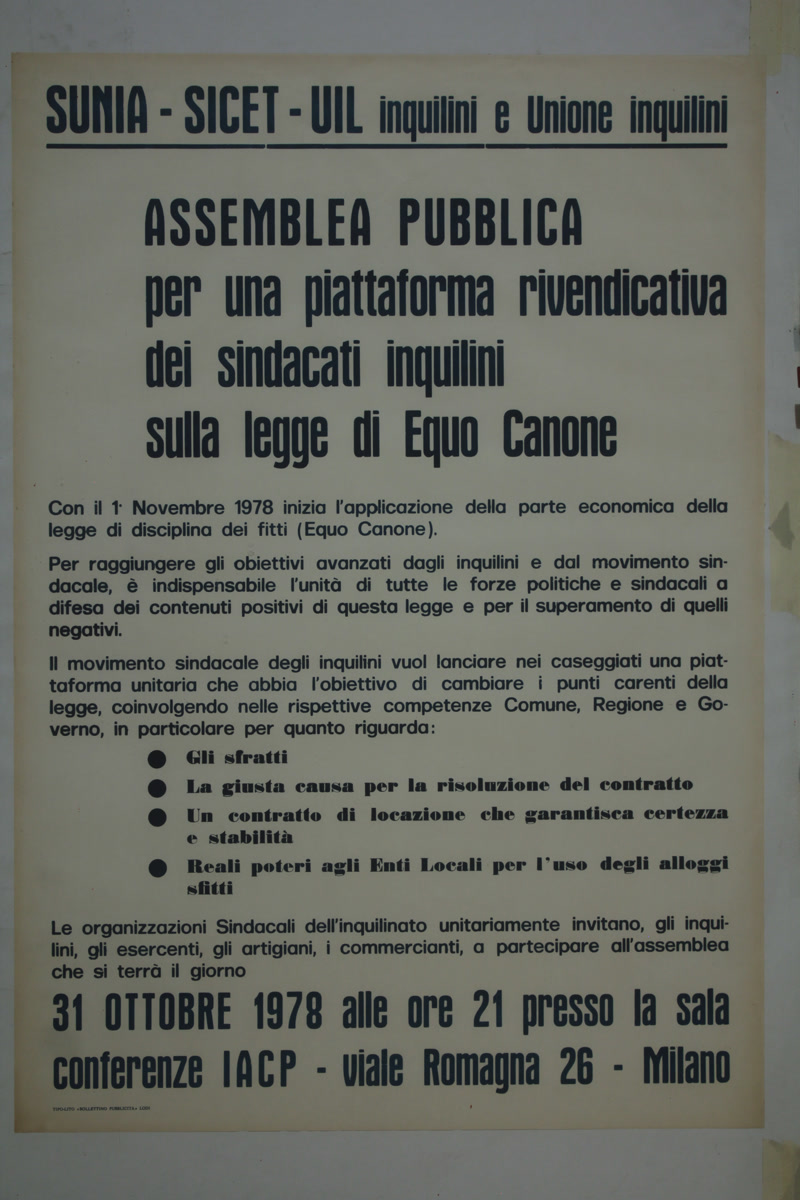 SUNIA - SICET - UIL inquilini e Unione inquilini
ASSEMBLEA PUBBLICA
per una piattaforma rivendicativa
dei sindacati inquilini
sulla legge di Equo Canone
Con il 1° Novembre 1978 inizia l'applicazione della parte economica della
legge di disciplina dei fitti (Equo Canone).
Per raggiungere gli obiettivi avanzati dagli inquilini e dal movimento sin-
dacale, è indispensabile l'unità di tutte le forze politiche e sindacali a
difesa dei contenuti positivi di questa legge e per il superamento di quelli
negativi.
Il movimento sindacale degli inquilini vuol lanciare nei caseggiati una piat-
taforma unitaria che abbia l'obiettivo di cambiare i punti carenti della
legge, coinvolgendo nelle rispettive competenze Comune, Regione e Go-
verno, in particolare per quanto riguarda:
● Gli sfratti
● La giusta causa per la risoluzione del contratto
● Un contratto di locazione che garantisca certezza
e stabilità
● Reali poteri agli Enti Locali per l'uso degli alloggi
sfitti
Le organizzazioni Sindacali dell'inquilinato unitariamente invitano, gli inqui-
lini, gli esercenti, gli artigiani, i commercianti, a partecipare all'assemblea
che si terrà il giorno
31 OTTOBRE 1978 alle ore 21 presso la sala
conferenze IACP - viale Romagna 26 - Milano
TIPO-LITO «BOLLETTINO PUBBLICITA» LODI